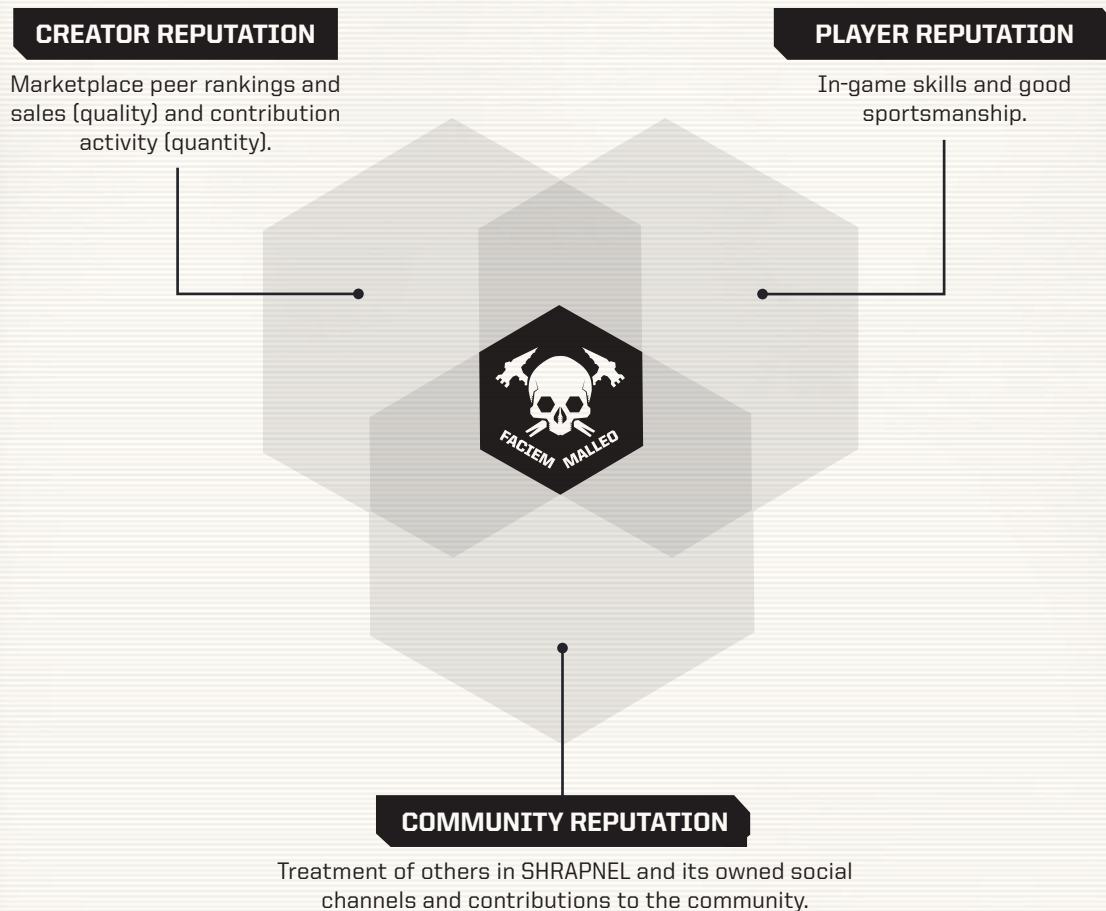 CREATOR REPUTATION
Marketplace peer rankings and
sales (quality) and contribution
activity (quantity).
PLAYER REPUTATION
In-game skills and good
sportsmanship.
FACIEM MALLEO
COMMUNITY REPUTATION
Treatment of others in SHRAPNEL and its owned social
channels and contributions to the community.